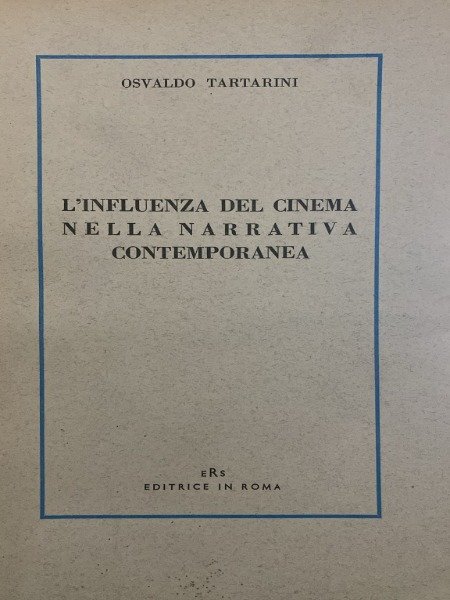 OSVALDO TARTARINI
L'INFLUENZA DEL CINEMA
NELLA NARRATIVA
CONTEMPORANEA
eRs
EDITRICE IN ROMA